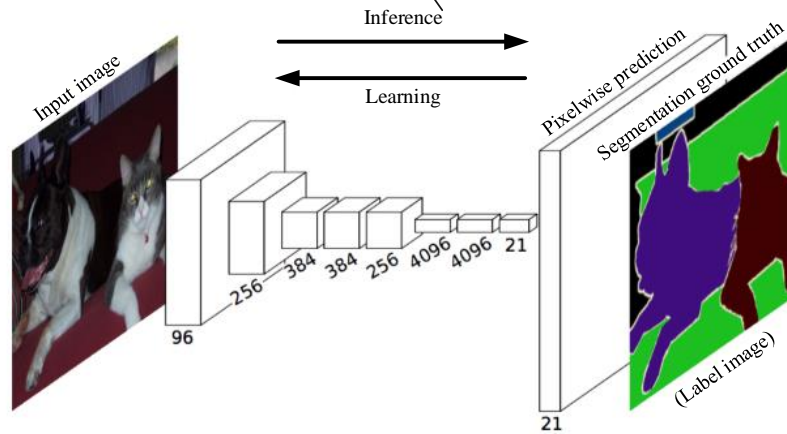 Inference
Learning
Input image
Pixelwise prediction
Segmentation ground truth
96
256
384
384
256
4096
4096
21
21
(Label image)